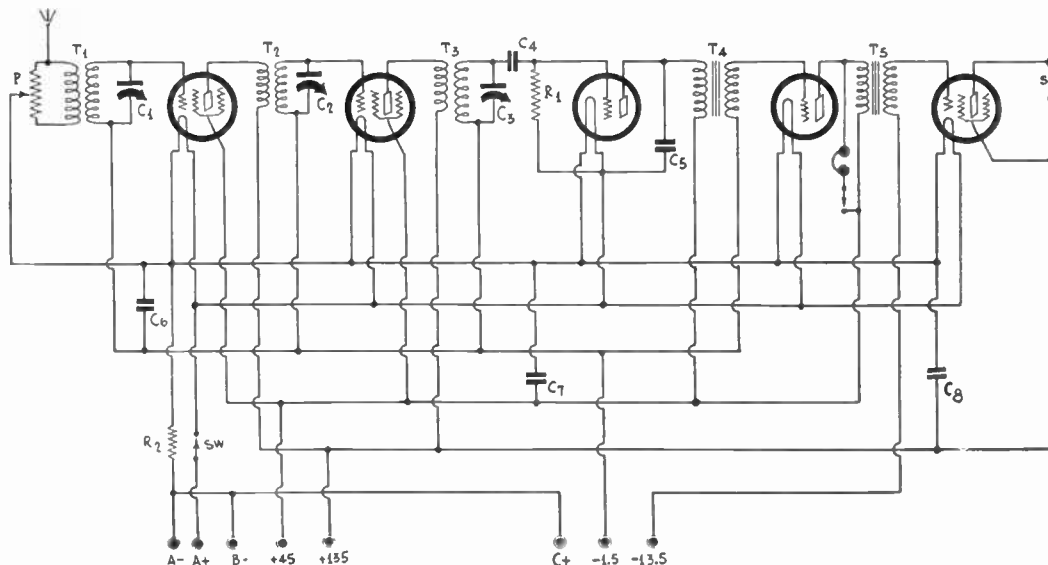 P T1 C1 T2 C2 T3 C3 C4 R1 C5 T4 T5 S
C6 C7 C8
R2 SW
A- A+ B- +45 +135 C+ -1.5 -13.5